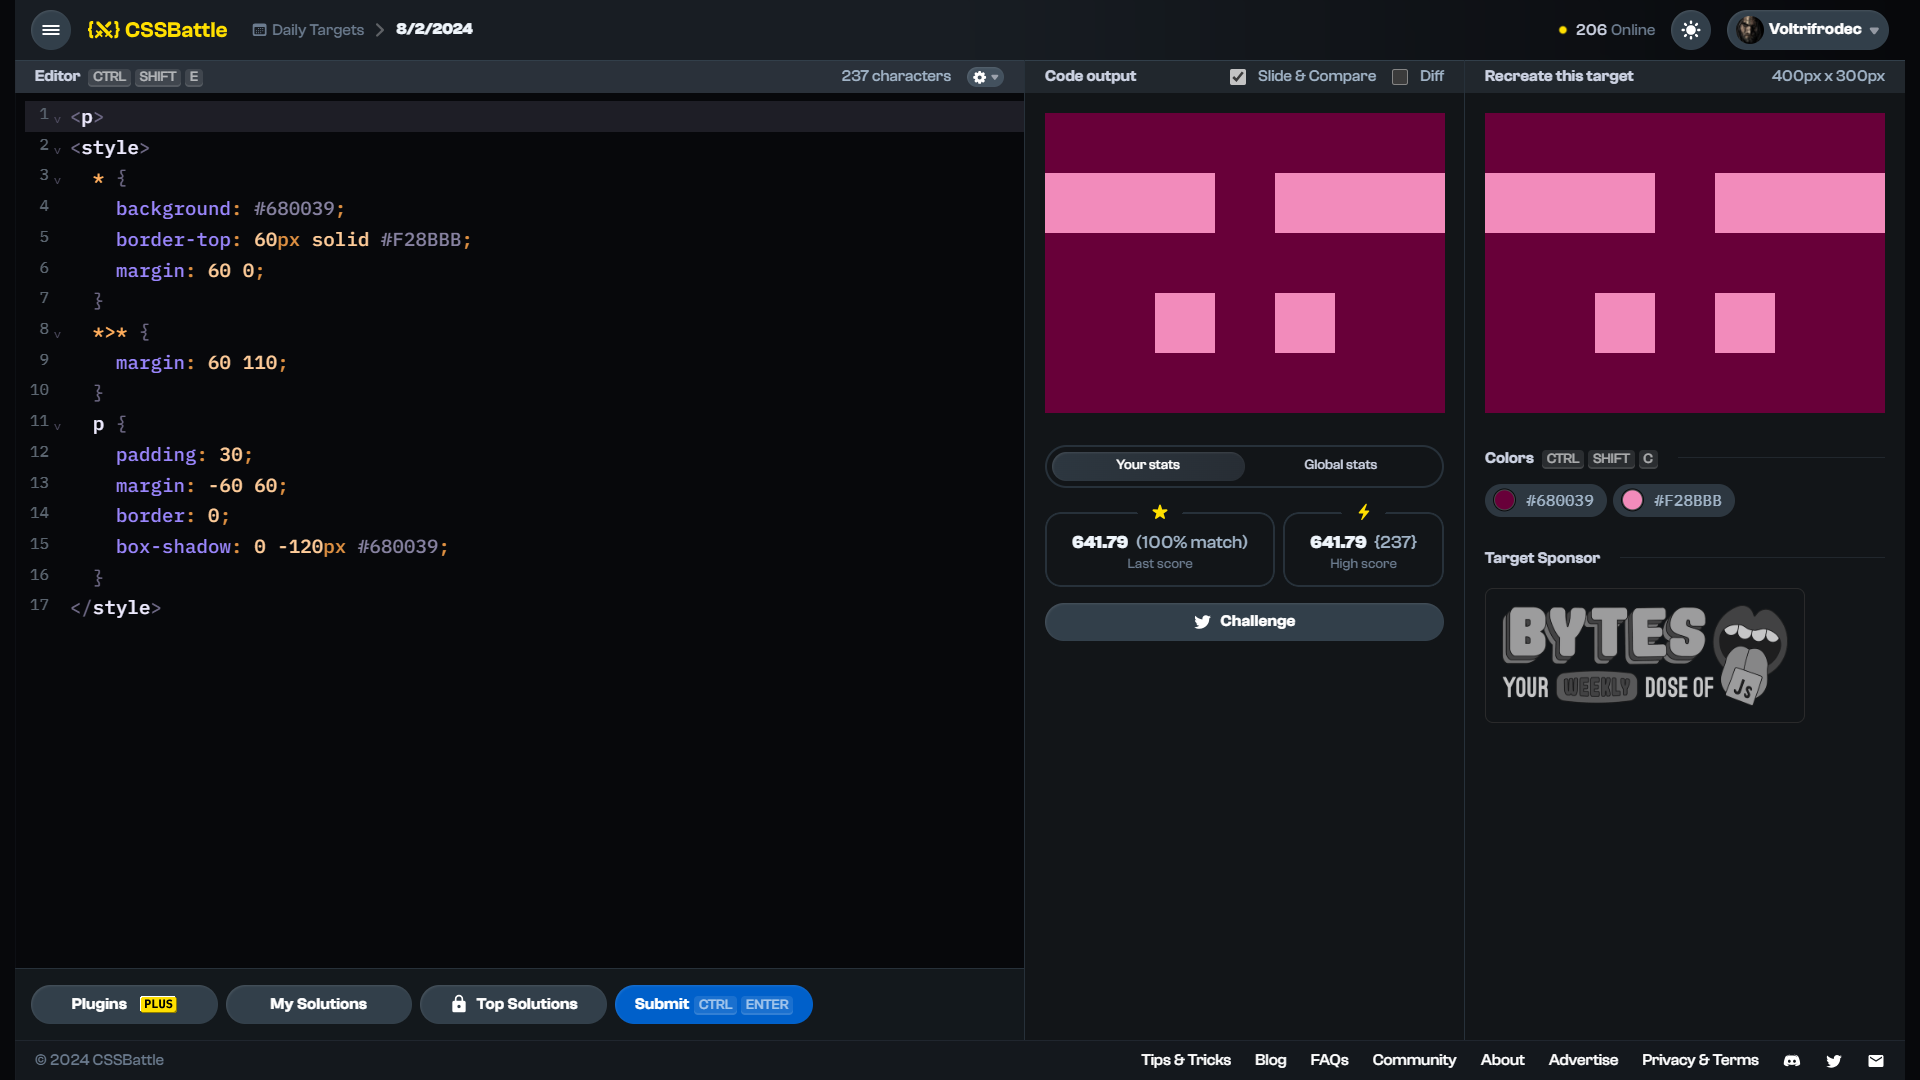 CSSBattle
Daily Targets
8/2/2024
206 Online
Voltrifrodec
Editor CTRL SHIFT E
237 characters
Code output
Slide & Compare
Diff
Recreate this target
400px x 300px
1 <p>
2 <style>
3 * {
4 background: #680039;
5 border-top: 60px solid #F28BBB;
6 margin: 60 0;
7 }
8 *>* {
9 margin: 60 110;
10 }
11 p {
12 padding: 30;
13 margin: -60 60;
14 border: 0;
15 box-shadow: 0 -120px #680039;
16 }
17 </style>
Your stats
Global stats
641.79 (100% match)
Last score
641.79 {237}
High score
Challenge
Colors CTRL SHIFT C
#680039
#F28BBB
Target Sponsor
BYTES
YOUR WEEKLY DOSE OF JS
Plugins PLUS
My Solutions
Top Solutions
Submit CTRL ENTER
© 2024 CSSBattle
Tips & Tricks
Blog
FAQs
Community
About
Advertise
Privacy & Terms